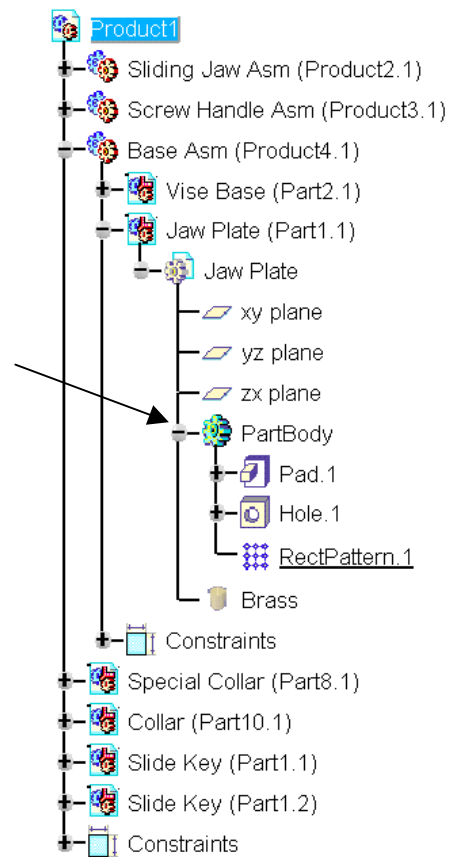 Product1
Sliding Jaw Asm (Product2.1)
Screw Handle Asm (Product3.1)
Base Asm (Product4.1)
Vise Base (Part2.1)
Jaw Plate (Part1.1)
Jaw Plate
xy plane
yz plane
zx plane
PartBody
Pad.1
Hole.1
RectPattern.1
Brass
Constraints
Special Collar (Part8.1)
Collar (Part10.1)
Slide Key (Part1.1)
Slide Key (Part1.2)
Constraints